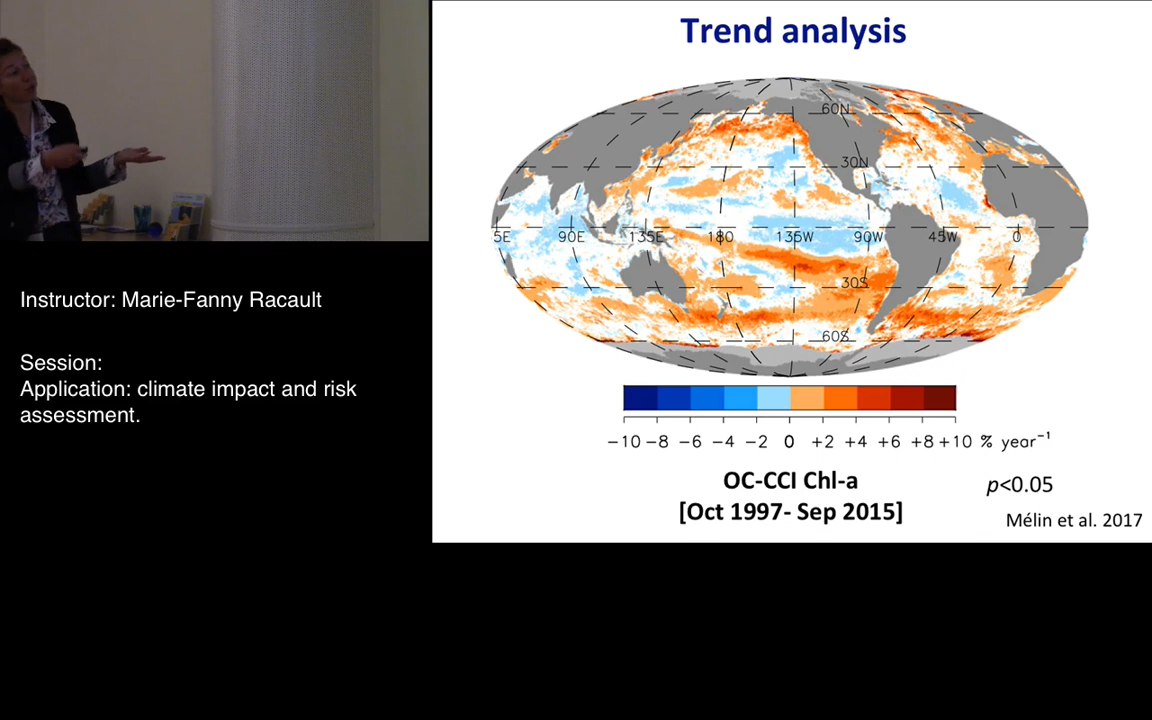 Trend analysis
60N
30N
5E 90E 135E 180 135W 90W 45W 0
30S
60S
−10 −8 −6 −4 −2 0 +2 +4 +6 +8 +10 % year⁻¹
OC-CCI Chl-a
[Oct 1997- Sep 2015]
p<0.05
Mélin et al. 2017
Instructor: Marie-Fanny Racault
Session:
Application: climate impact and risk
assessment.